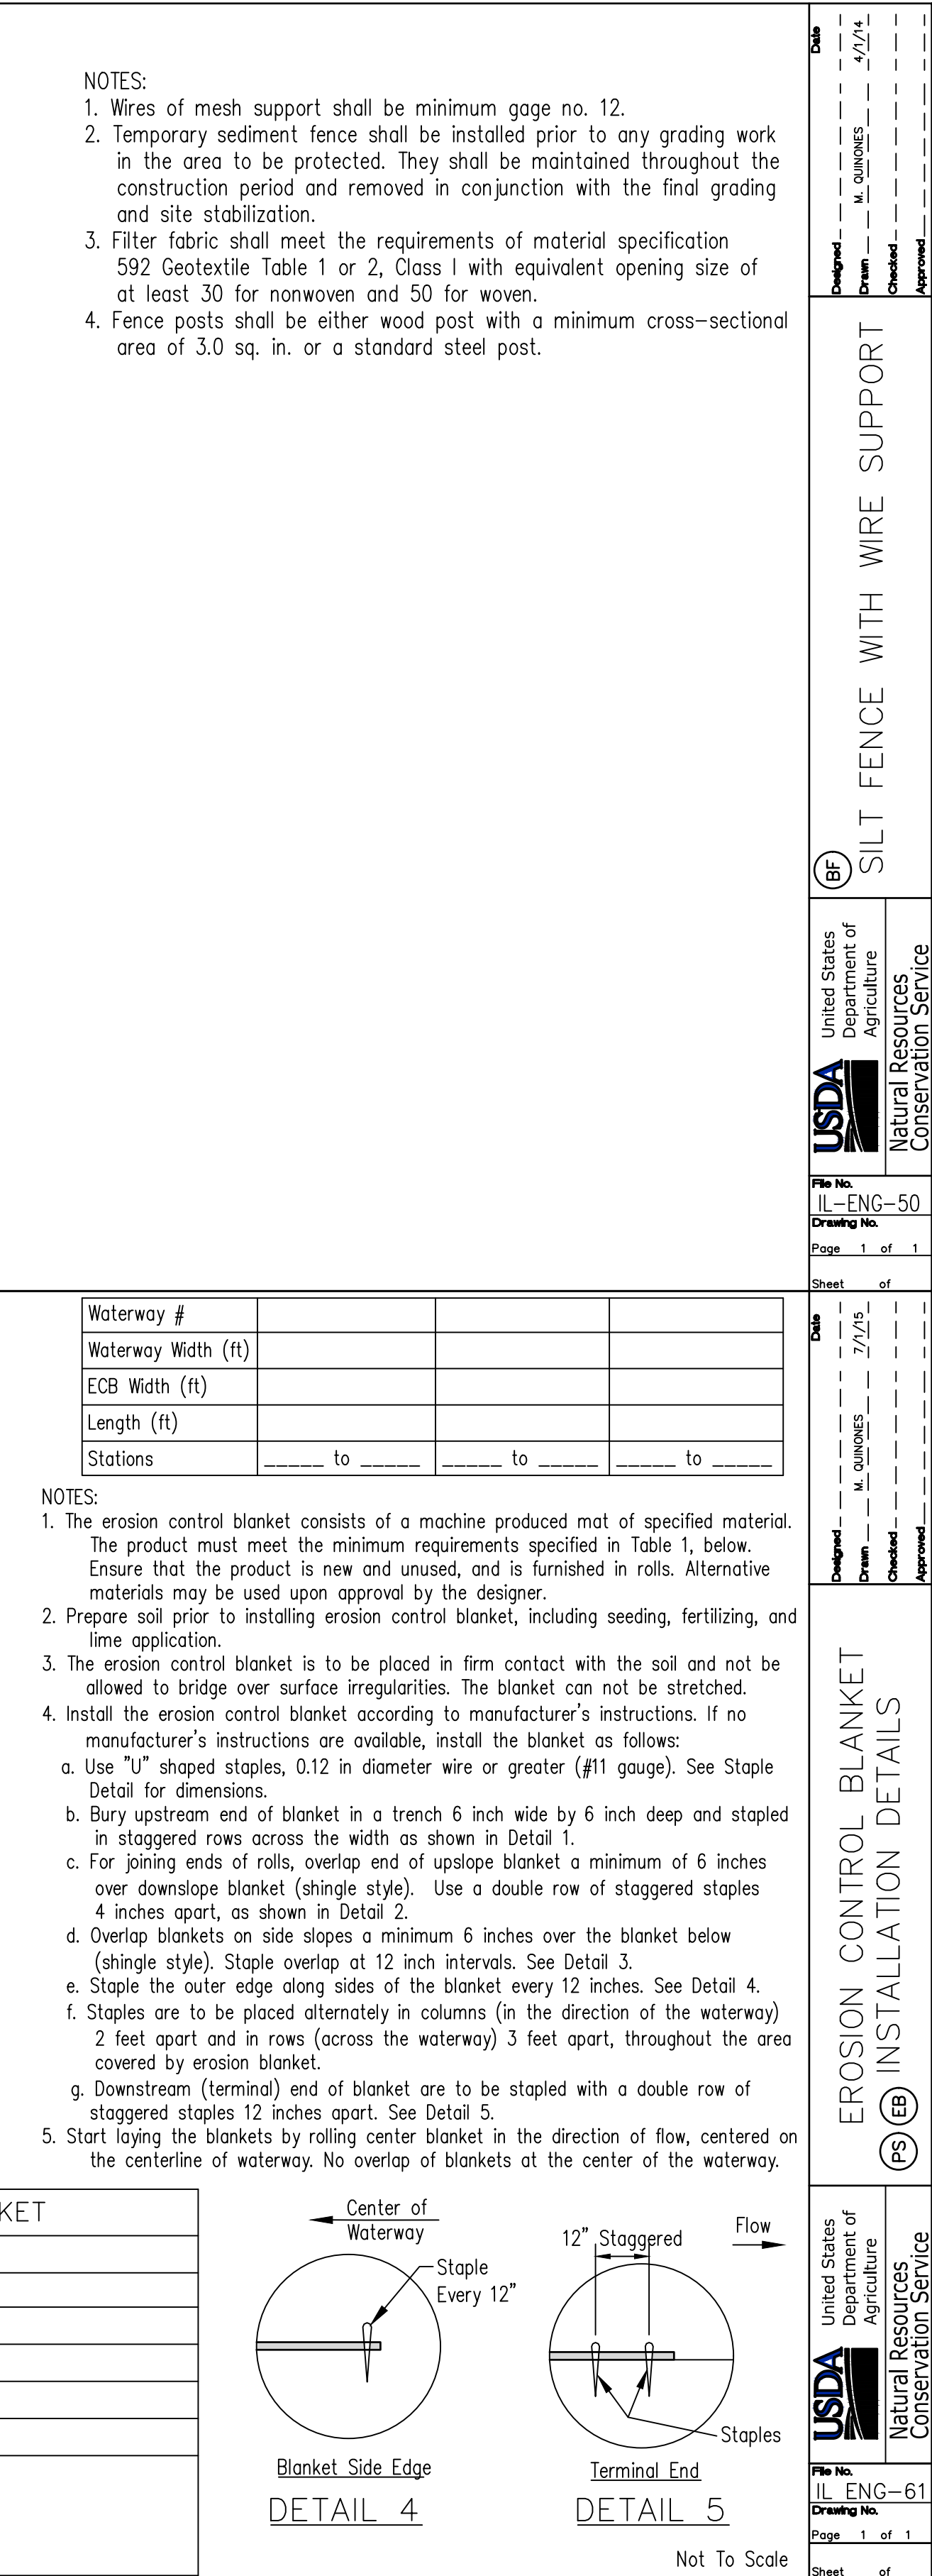 NOTES:
1. Wires of mesh support shall be minimum gage no. 12.
2. Temporary sediment fence shall be installed prior to any grading work
in the area to be protected. They shall be maintained throughout the
construction period and removed in conjunction with the final grading
and site stabilization.
3. Filter fabric shall meet the requirements of material specification
592 Geotextile Table 1 or 2, Class I with equivalent opening size of
at least 30 for nonwoven and 50 for woven.
4. Fence posts shall be either wood post with a minimum cross-sectional
area of 3.0 sq. in. or a standard steel post.
Date
Designed
Drawn M. QUINONES 4/1/14
Checked
Approved
SILT FENCE WITH WIRE SUPPORT
BF
United States
Department of
Agriculture
USDA
Natural Resources
Conservation Service
File No.
IL-ENG-50
Drawing No.
Page 1 of 1
Sheet of
Waterway #
Waterway Width (ft)
ECB Width (ft)
Length (ft)
Stations _____ to _____ _____ to _____ _____ to _____
NOTES:
1. The erosion control blanket consists of a machine produced mat of specified material.
The product must meet the minimum requirements specified in Table 1, below.
Ensure that the product is new and unused, and is furnished in rolls. Alternative
materials may be used upon approval by the designer.
2. Prepare soil prior to installing erosion control blanket, including seeding, fertilizing, and
lime application.
3. The erosion control blanket is to be placed in firm contact with the soil and not be
allowed to bridge over surface irregularities. The blanket can not be stretched.
4. Install the erosion control blanket according to manufacturer's instructions. If no
manufacturer's instructions are available, install the blanket as follows:
a. Use "U" shaped staples, 0.12 in diameter wire or greater (#11 gauge). See Staple
Detail for dimensions.
b. Bury upstream end of blanket in a trench 6 inch wide by 6 inch deep and stapled
in staggered rows across the width as shown in Detail 1.
c. For joining ends of rolls, overlap end of upslope blanket a minimum of 6 inches
over downslope blanket (shingle style). Use a double row of staggered staples
4 inches apart, as shown in Detail 2.
d. Overlap blankets on side slopes a minimum 6 inches over the blanket below
(shingle style). Staple overlap at 12 inch intervals. See Detail 3.
e. Staple the outer edge along sides of the blanket every 12 inches. See Detail 4.
f. Staples are to be placed alternately in columns (in the direction of the waterway)
2 feet apart and in rows (across the waterway) 3 feet apart, throughout the area
covered by erosion blanket.
g. Downstream (terminal) end of blanket are to be stapled with a double row of
staggered staples 12 inches apart. See Detail 5.
5. Start laying the blankets by rolling center blanket in the direction of flow, centered on
the centerline of waterway. No overlap of blankets at the center of the waterway.
KET
Center of
Waterway
Staple
Every 12"
Blanket Side Edge
DETAIL 4
12" Staggered
Flow
Staples
Terminal End
DETAIL 5
Not To Scale
Date
Designed
Drawn M. QUINONES 7/1/15
Checked
Approved
EROSION CONTROL BLANKET
INSTALLATION DETAILS
PS EB
United States
Department of
Agriculture
USDA
Natural Resources
Conservation Service
File No.
IL ENG-61
Drawing No.
Page 1 of 1
Sheet of